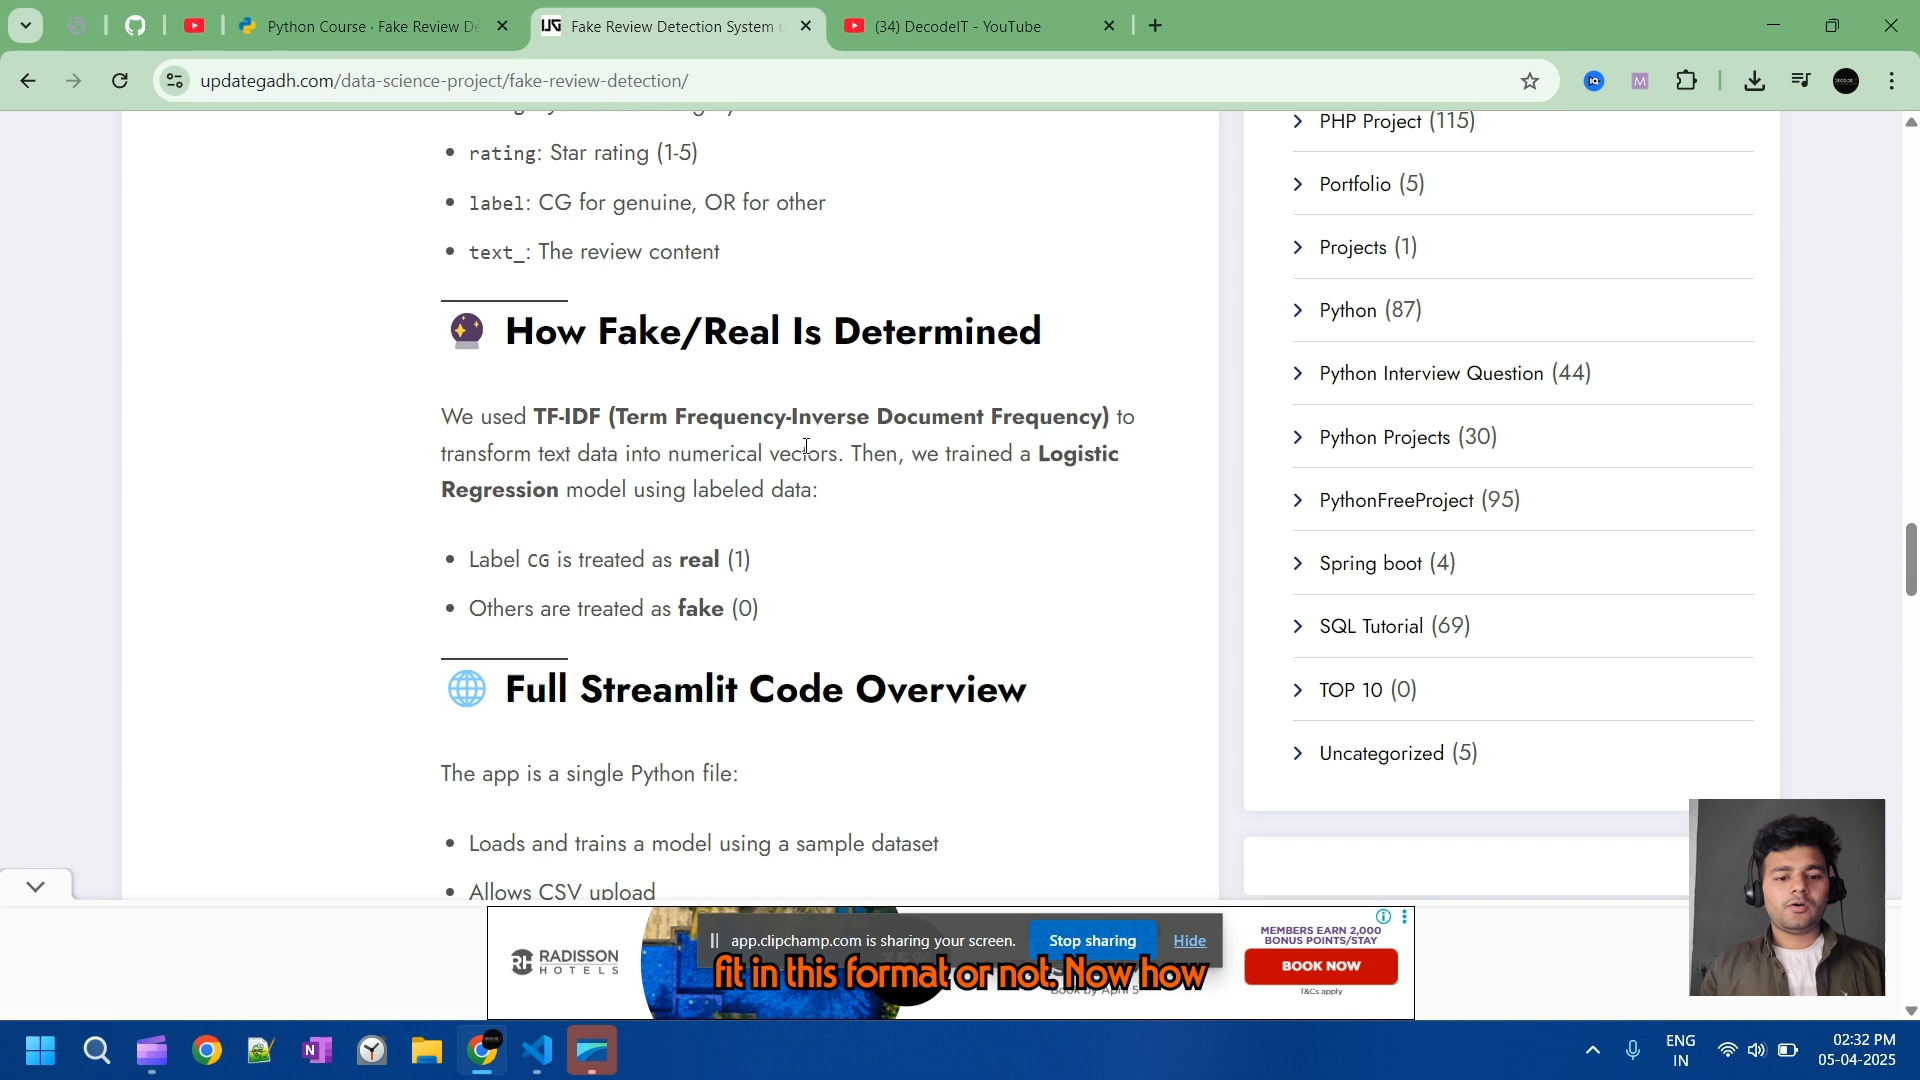 Python Course · Fake Review De
Fake Review Detection System u
(34) DecodeIT - YouTube
updategadh.com/data-science-project/fake-review-detection/
rating: Star rating (1-5)
label: CG for genuine, OR for other
text_: The review content
How Fake/Real Is Determined
We used TF-IDF (Term Frequency-Inverse Document Frequency) to
transform text data into numerical vectors. Then, we trained a Logistic
Regression model using labeled data:
Label CG is treated as real (1)
Others are treated as fake (0)
Full Streamlit Code Overview
The app is a single Python file:
Loads and trains a model using a sample dataset
Allows CSV upload
PHP Project (115)
Portfolio (5)
Projects (1)
Python (87)
Python Interview Question (44)
Python Projects (30)
PythonFreeProject (95)
Spring boot (4)
SQL Tutorial (69)
TOP 10 (0)
Uncategorized (5)
RADISSON
HOTELS
app.clipchamp.com is sharing your screen.
Stop sharing
Hide
fit in this format or not. Now how
Book by April 5
MEMBERS EARN 2,000
BONUS POINTS/STAY
BOOK NOW
T&Cs apply
ENG
IN
02:32 PM
05-04-2025